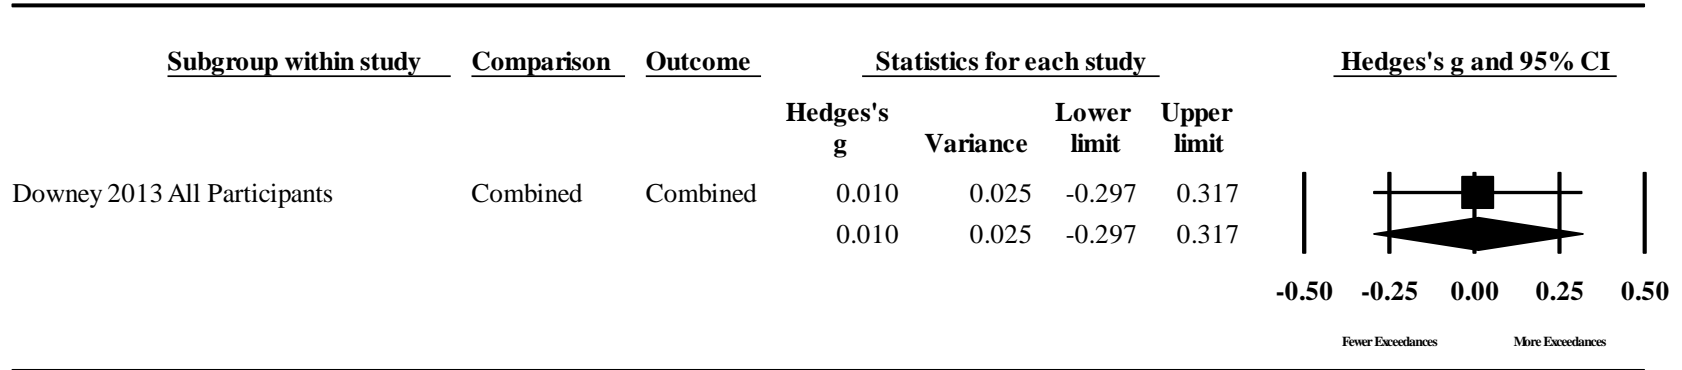 Subgroup within study Comparison Outcome Statistics for each study Hedges's g and 95% CI
Hedges's Lower Upper
g Variance limit limit
Downey 2013 All Participants Combined Combined 0.010 0.025 -0.297 0.317
0.010 0.025 -0.297 0.317
-0.50 -0.25 0.00 0.25 0.50
Fewer Exceedances More Exceedances